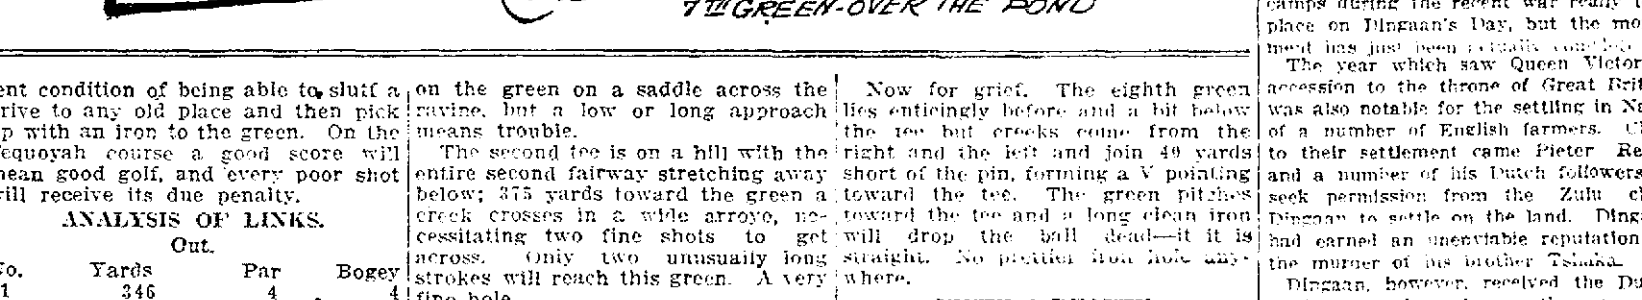 7TH GREEN-OVER THE POND
ent condition of being able to sluff a
rive to any old place and then pick
p with an iron to the green. On the
equoyah course a good score will
ean good golf, and every poor shot
ill receive its due penalty.
ANALYSIS OF LINKS.
Out.
o. Yards Par Bogey
1 346 4 4
on the green on a saddle across the
ravine, but a low or long approach
means trouble.
The second tee is on a hill with the
entire second fairway stretching away
below; 375 yards toward the green a
creek crosses in a wide arroyo, ne-
cessitating two fine shots to get
across. Only two unusually long
strokes will reach this green. A very
fine hole.
Now for grief. The eighth green
lies enticingly before and a bit below
the tee but creeks come from the
right and the left and join 40 yards
short of the pin, forming a V pointing
toward the tee. The green pitches
toward the tee and a long clean iron
will drop the ball dead—it it is
straight. No prettier iron hole any-
where.
camps during the recent war really t
place on Dingaan's Day, but the mo
ment has just been
The year which saw Queen Victor
accession to the throne of Great Brit
was also notable for the settling in N
of a number of English farmers.
to their settlement came Pieter Re
and a number of his Dutch followers
seek permission from the Zulu c
Dingaan to settle on the land. Ding
had earned an unenviable reputation
the murder of his brother Tshaka.
Dingaan, however, received the Du